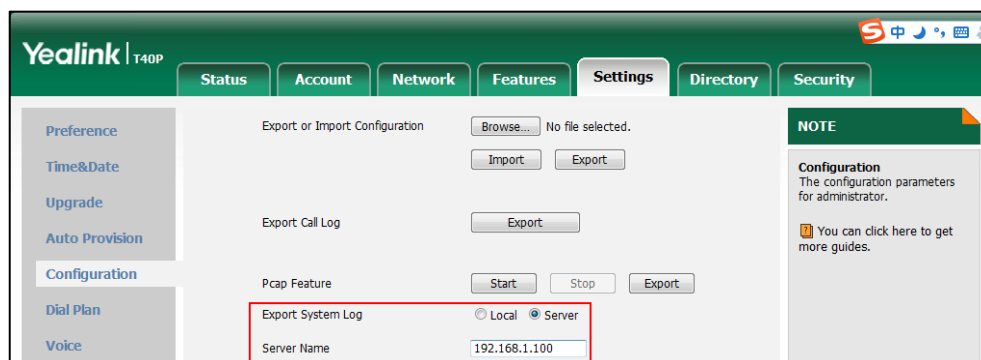 Yealink | T40P
中
Status Account Network Features Settings Directory Security
Preference
Time&Date
Upgrade
Auto Provision
Configuration
Dial Plan
Voice
Export or Import Configuration Browse... No file selected.
Import Export
Export Call Log Export
Pcap Feature Start Stop Export
Export System Log Local Server
Server Name 192.168.1.100
NOTE
Configuration
The configuration parameters
for administrator.
You can click here to get
more guides.